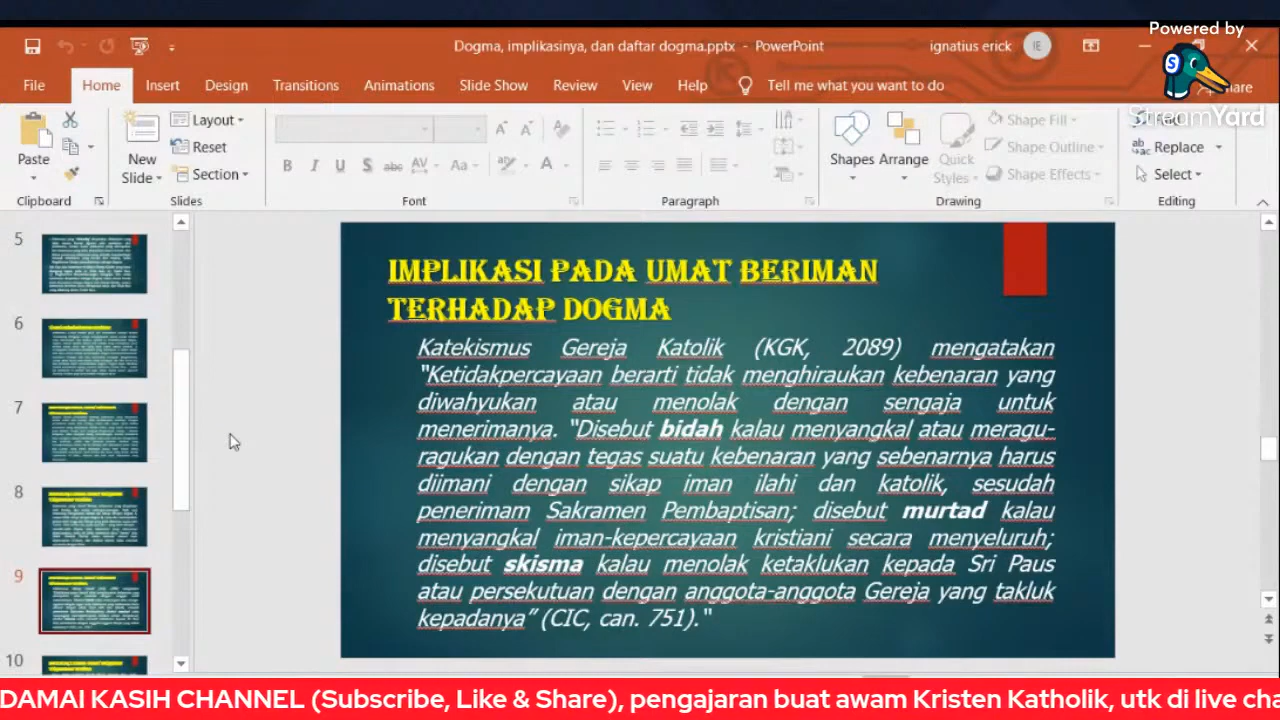 Powered by
StreamYard
Dogma, implikasinya, dan daftar dogma.pptx - PowerPoint
ignatius erick
IE
File Home Insert Design Transitions Animations Slide Show Review View Help Tell me what you want to do
Paste
New Slide
Layout
Reset
Section
B I U S abc AV Aa A
Shapes
Arrange
Quick Styles
Shape Fill
Shape Outline
Shape Effects
Replace
Select
Clipboard Slides Font Paragraph Drawing Editing
5
6
7
8
9
10
IMPLIKASI PADA UMAT BERIMAN
TERHADAP DOGMA
Katekismus Gereja Katolik (KGK, 2089) mengatakan
“Ketidakpercayaan berarti tidak menghiraukan kebenaran yang
diwahyukan atau menolak dengan sengaja untuk
menerimanya. “Disebut bidah kalau menyangkal atau meragu-
ragukan dengan tegas suatu kebenaran yang sebenarnya harus
diimani dengan sikap iman ilahi dan katolik, sesudah
penerimaan Sakramen Pembaptisan; disebut murtad kalau
menyangkal iman-kepercayaan kristiani secara menyeluruh;
disebut skisma kalau menolak ketaklukan kepada Sri Paus
atau persekutuan dengan anggota-anggota Gereja yang takluk
kepadanya” (CIC, can. 751)."
DAMAI KASIH CHANNEL (Subscribe, Like & Share), pengajaran buat awam Kristen Katholik, utk di live cha